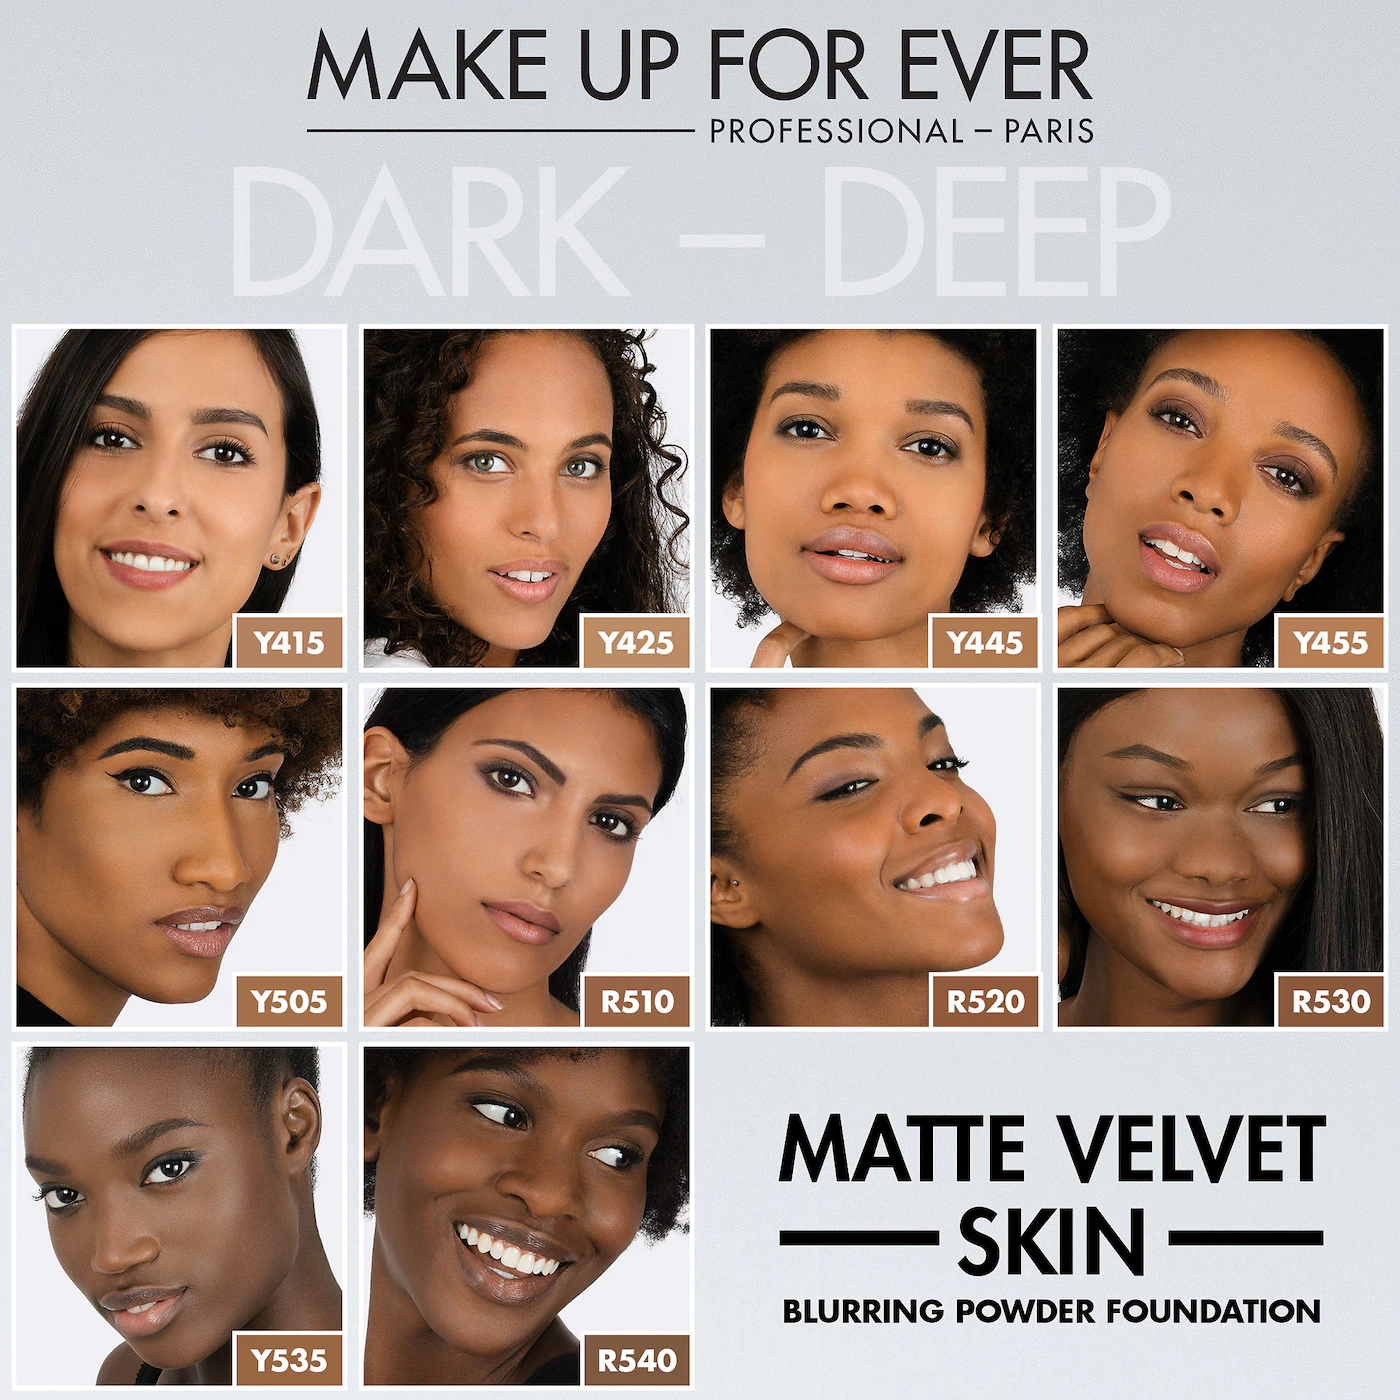 MAKE UP FOR EVER
PROFESSIONAL – PARIS
DARK – DEEP
Y415
Y425
Y445
Y455
Y505
R510
R520
R530
Y535
R540
MATTE VELVET
SKIN
BLURRING POWDER FOUNDATION